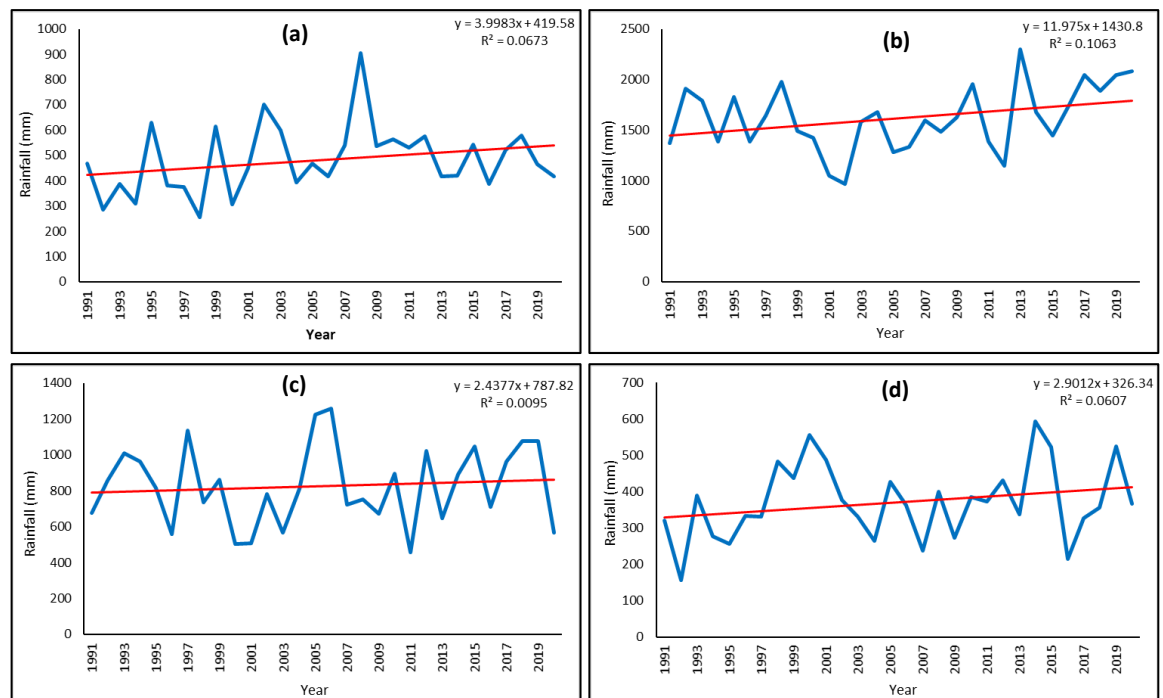 (a)
y = 3.9983x + 419.58
R² = 0.0673
1000
900
800
700
600
500
400
300
200
100
0
Rainfall (mm)
1991 1993 1995 1997 1999 2001 2003 2005 2007 2009 2011 2013 2015 2017 2019
Year
(b)
y = 11.975x + 1430.8
R² = 0.1063
2500
2000
1500
1000
500
0
Rainfall (mm)
1991 1993 1995 1997 1999 2001 2003 2005 2007 2009 2011 2013 2015 2017 2019
Year
(c)
y = 2.4377x + 787.82
R² = 0.0095
1400
1200
1000
800
600
400
200
0
Rainfall (mm)
1991 1993 1995 1997 1999 2001 2003 2005 2007 2009 2011 2013 2015 2017 2019
Year
(d)
y = 2.9012x + 326.34
R² = 0.0607
700
600
500
400
300
200
100
0
Rainfall (mm)
1991 1993 1995 1997 1999 2001 2003 2005 2007 2009 2011 2013 2015 2017 2019
Year